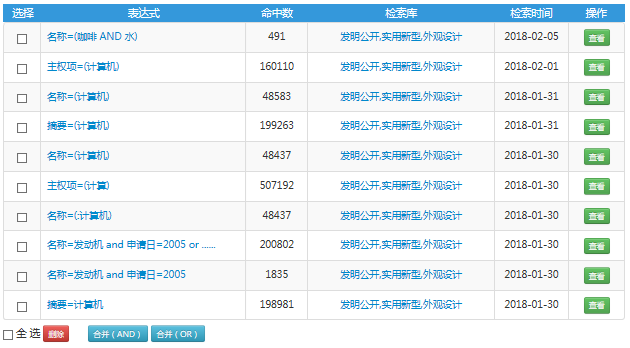 选择 表达式 命中数 检索库 检索时间 操作
名称=(咖啡 AND 水) 491 发明公开,实用新型,外观设计 2018-02-05 查看
主权项=(计算机) 160110 发明公开,实用新型,外观设计 2018-02-01 查看
名称=(计算机) 48583 发明公开,实用新型,外观设计 2018-01-31 查看
摘要=(计算机) 199263 发明公开,实用新型,外观设计 2018-01-31 查看
名称=(计算机) 48437 发明公开,实用新型,外观设计 2018-01-30 查看
主权项=(计算) 507192 发明公开,实用新型,外观设计 2018-01-30 查看
名称=(:计算机) 48437 发明公开,实用新型,外观设计 2018-01-30 查看
名称=发动机 and 申请日=2005 or ...... 200802 发明公开,实用新型,外观设计 2018-01-30 查看
名称=发动机 and 申请日=2005 1835 发明公开,实用新型,外观设计 2018-01-30 查看
摘要=计算机 198981 发明公开,实用新型,外观设计 2018-01-30 查看
全选 删除 合并(AND) 合并(OR)